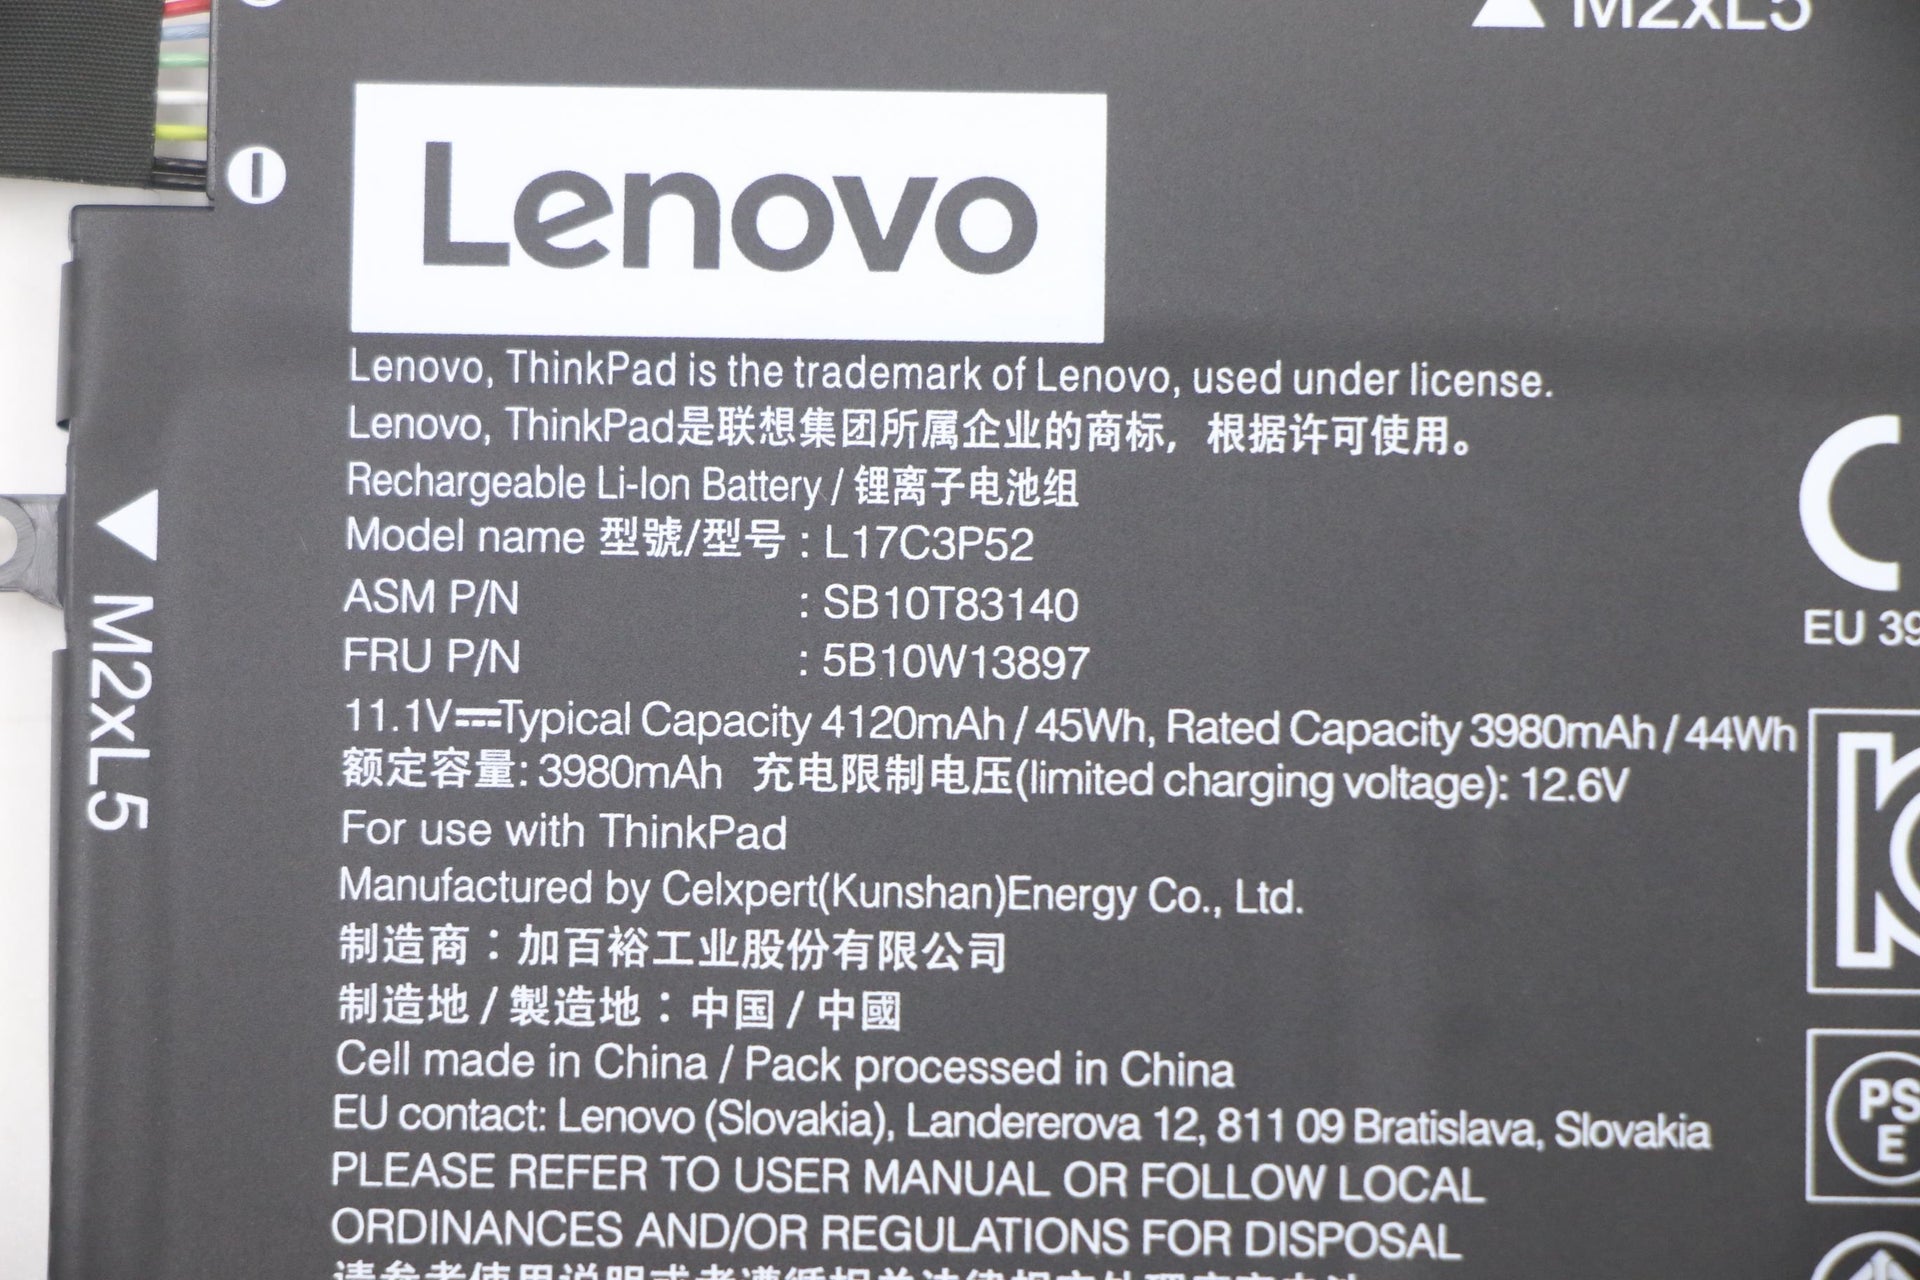 M2xL5
Lenovo
Lenovo, ThinkPad is the trademark of Lenovo, used under license.
Lenovo, ThinkPad是联想集团所属企业的商标, 根据许可使用。
Rechargeable Li-Ion Battery / 锂离子电池组
Model name 型號/型号 : L17C3P52
ASM P/N : SB10T83140
FRU P/N : 5B10W13897
11.1V⎓Typical Capacity 4120mAh / 45Wh, Rated Capacity 3980mAh / 44Wh
额定容量: 3980mAh 充电限制电压(limited charging voltage): 12.6V
For use with ThinkPad
Manufactured by Celxpert(Kunshan)Energy Co., Ltd.
制造商：加百裕工业股份有限公司
制造地 / 製造地：中国 / 中國
Cell made in China / Pack processed in China
EU contact: Lenovo (Slovakia), Landererova 12, 811 09 Bratislava, Slovakia
PLEASE REFER TO USER MANUAL OR FOLLOW LOCAL
ORDINANCES AND/OR REGULATIONS FOR DISPOSAL
M2xL5
EU 39
PS
E